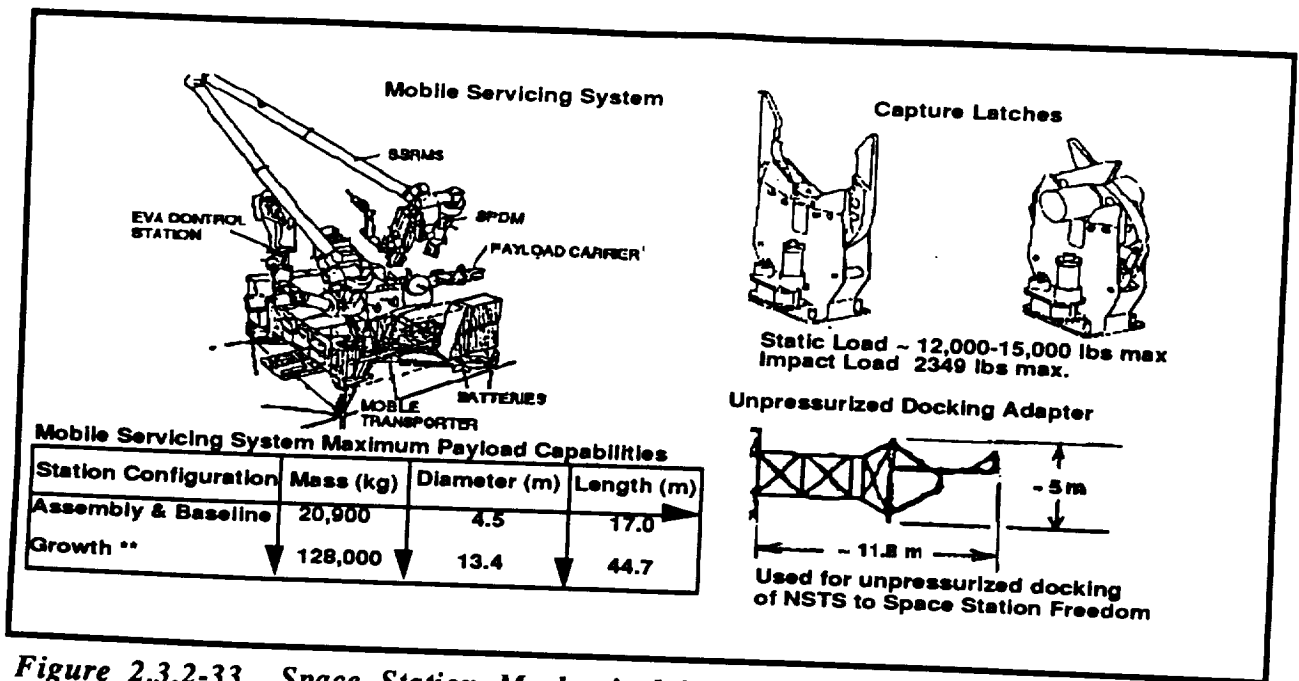 Mobile Servicing System
SSRMS
SPDM
EVA CONTROL
STATION
PAYLOAD CARRIER
BATTERIES
MOBILE
TRANSPORTER
Capture Latches
Static Load ~ 12,000-15,000 lbs max
Impact Load 2349 lbs max.
Mobile Servicing System Maximum Payload Capabilities
Station Configuration Mass (kg) Diameter (m) Length (m)
Assembly & Baseline 20,900 4.5 17.0
Growth ** 128,000 13.4 44.7
Unpressurized Docking Adapter
~ 5 m
~ 11.8 m
Used for unpressurized docking
of NSTS to Space Station Freedom
Figure 2.3.2-33 Space Station